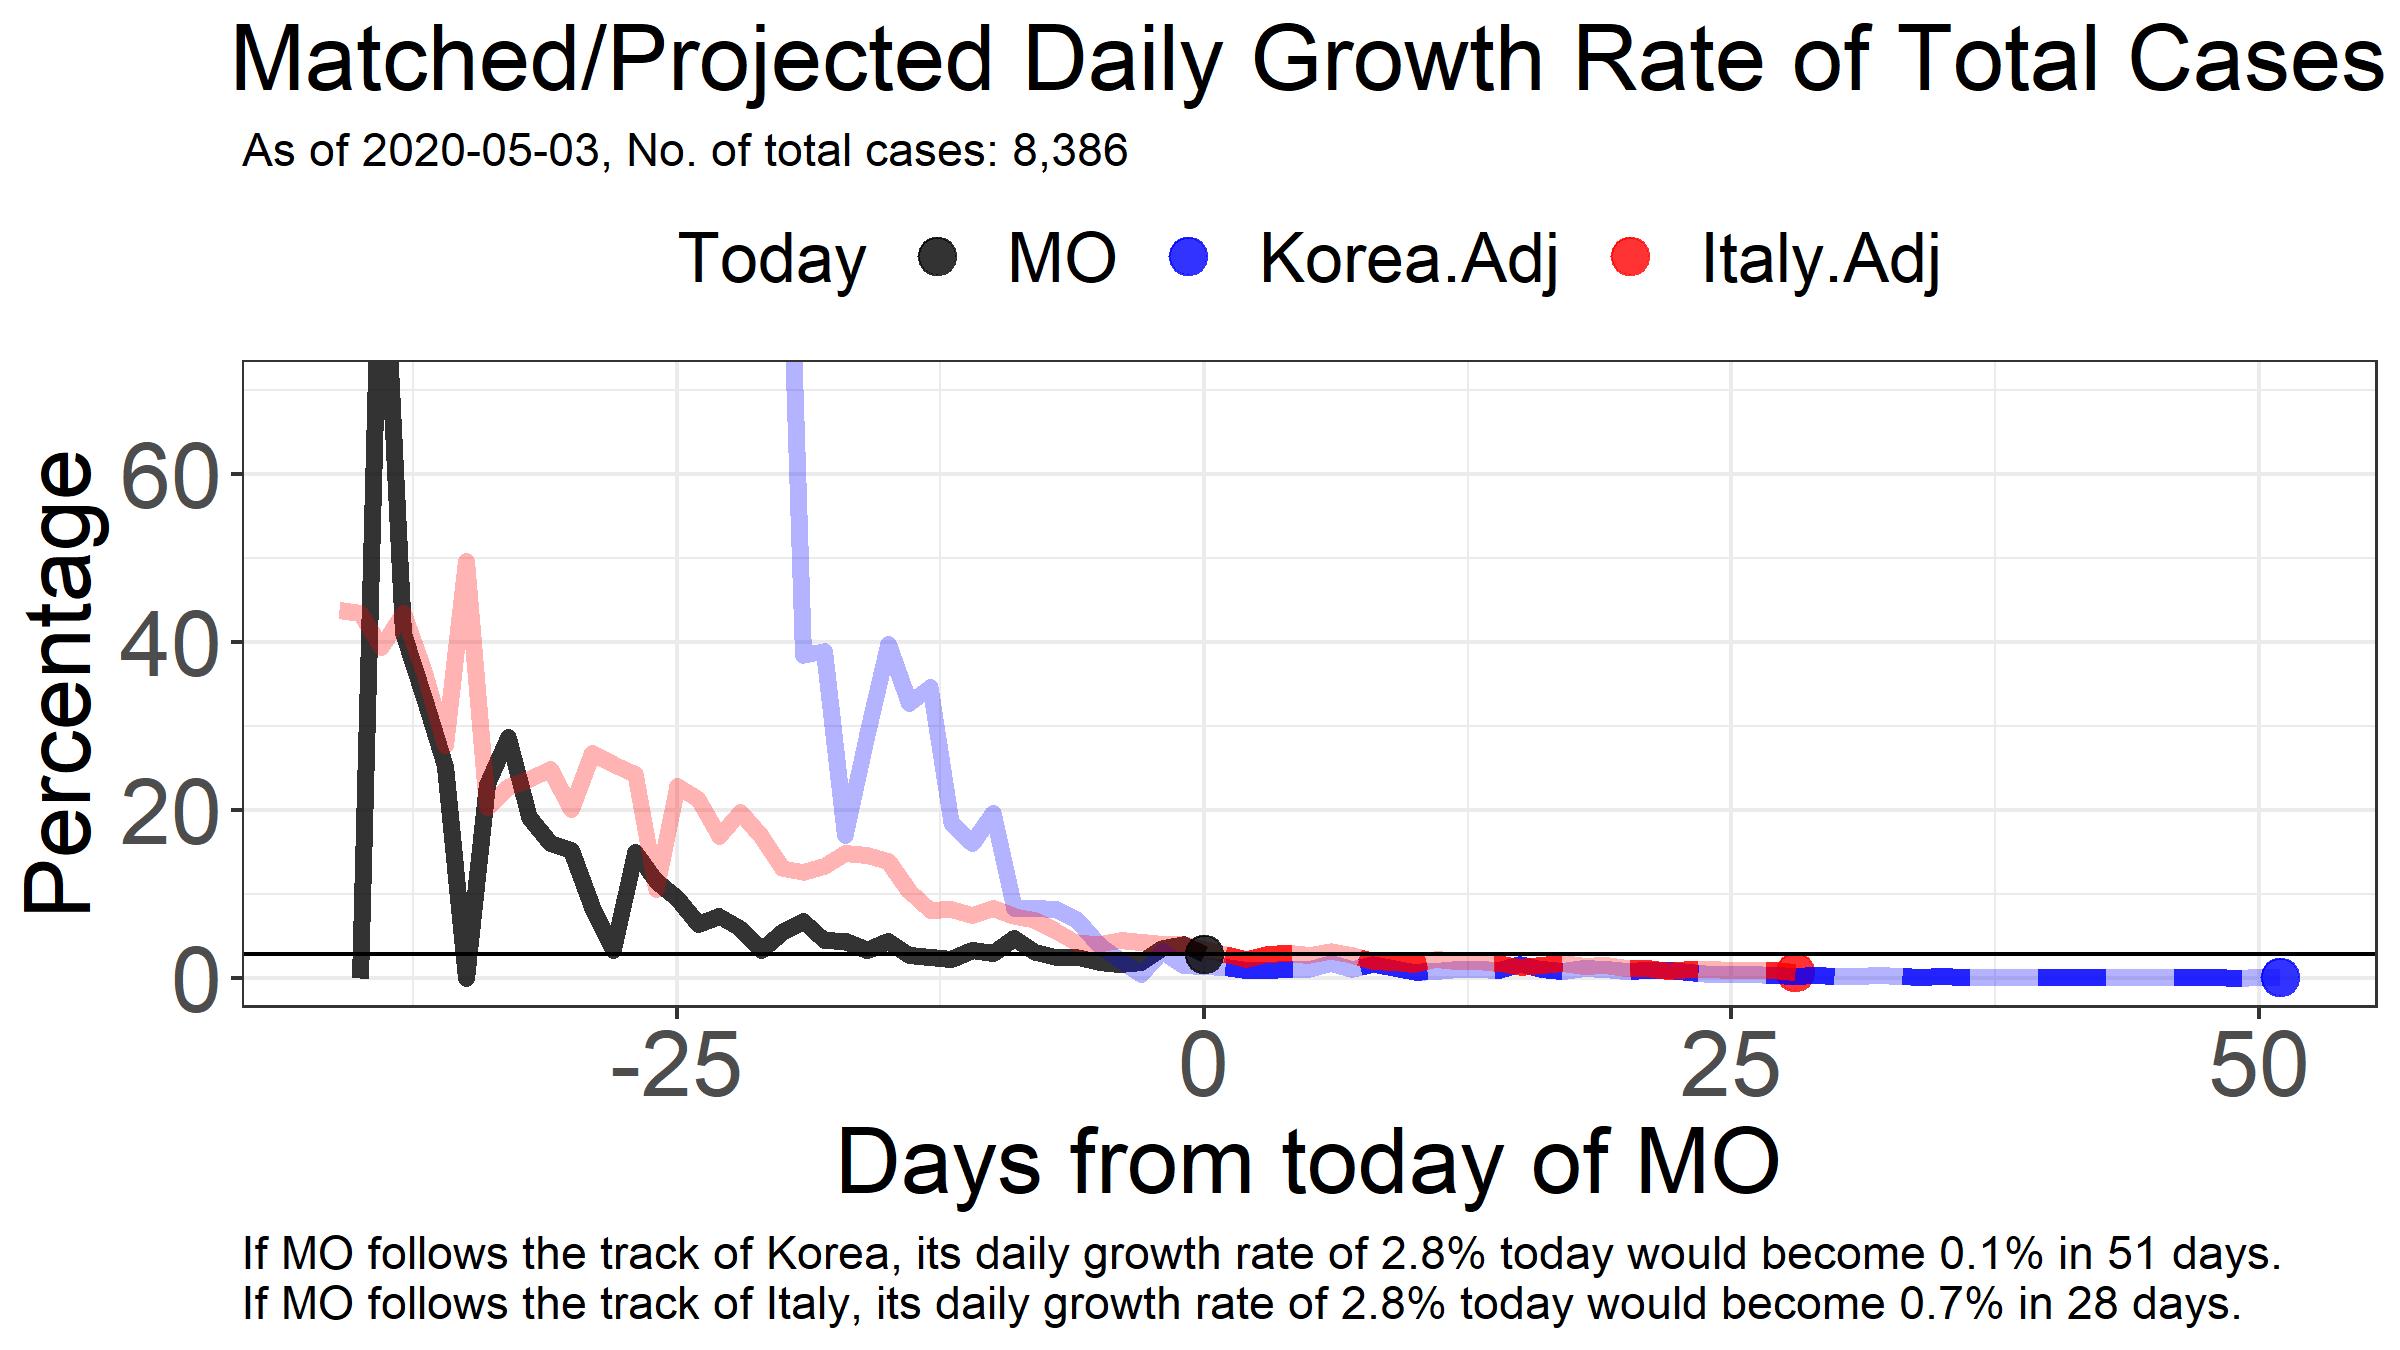 Matched/Projected Daily Growth Rate of Total Cases
As of 2020-05-03, No. of total cases: 8,386
Today MO Korea.Adj Italy.Adj
Percentage
60
40
20
0
-25 0 25 50
Days from today of MO
If MO follows the track of Korea, its daily growth rate of 2.8% today would become 0.1% in 51 days.
If MO follows the track of Italy, its daily growth rate of 2.8% today would become 0.7% in 28 days.